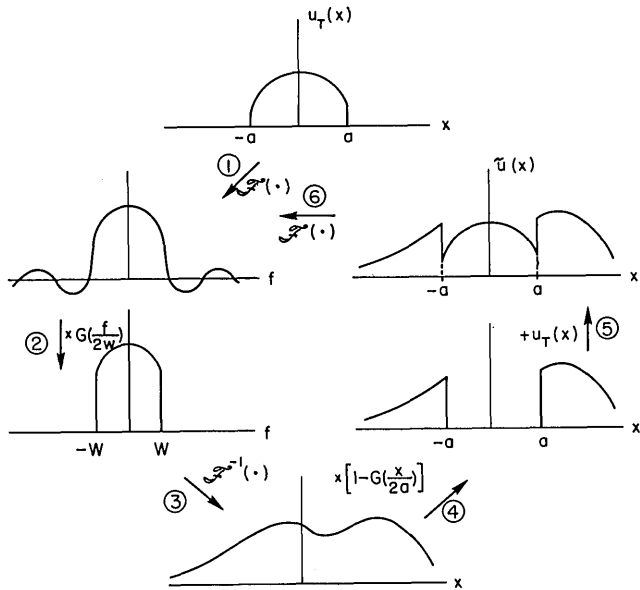 u_T(x)
x
-a
a
①
ℱ(·)
⑥
ℱ(·)
ũ(x)
f
x
-a
a
②
x G(f/2w)
+u_T(x)
⑤
f
-W
W
x
-a
a
③
ℱ⁻¹(·)
x[1-G(x/2a)]
④
x